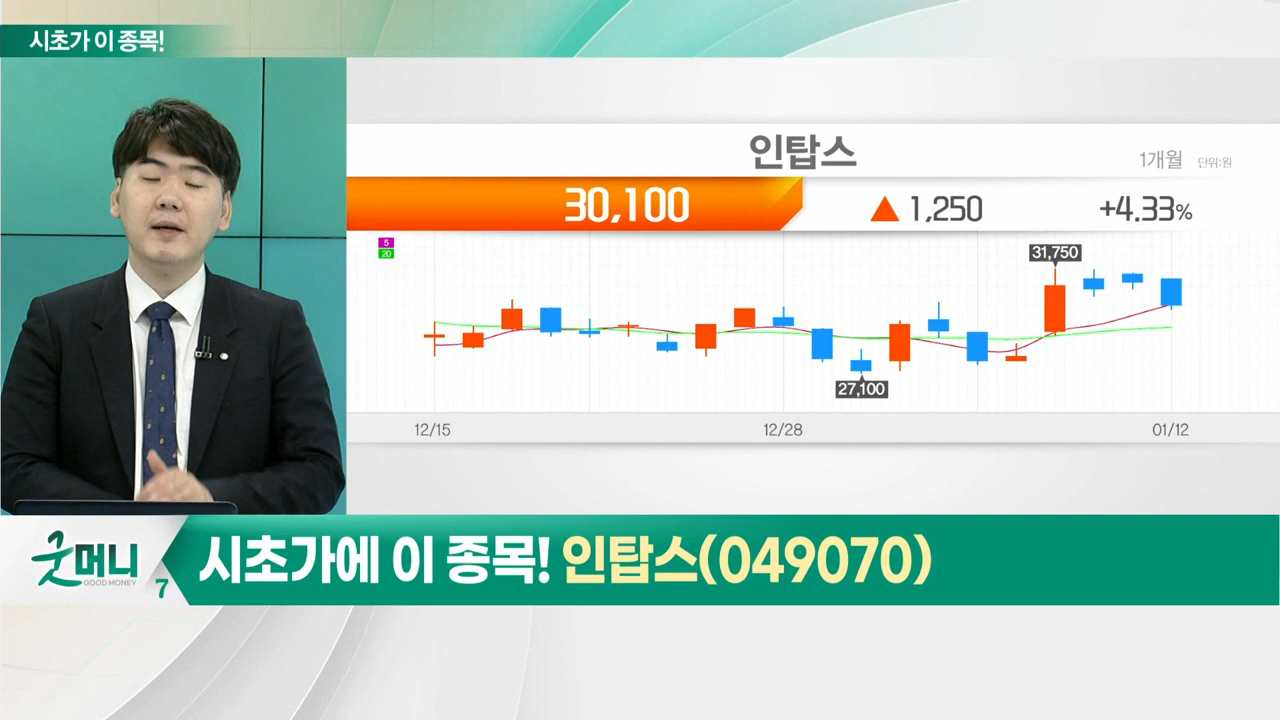 시초가 이 종목!
인탑스
1개월 단위:원
30,100 ▲ 1,250 +4.33%
5
20
31,750
27,100
12/15 12/28 01/12
굿머니
GOOD MONEY
7
시초가에 이 종목! 인탑스(049070)